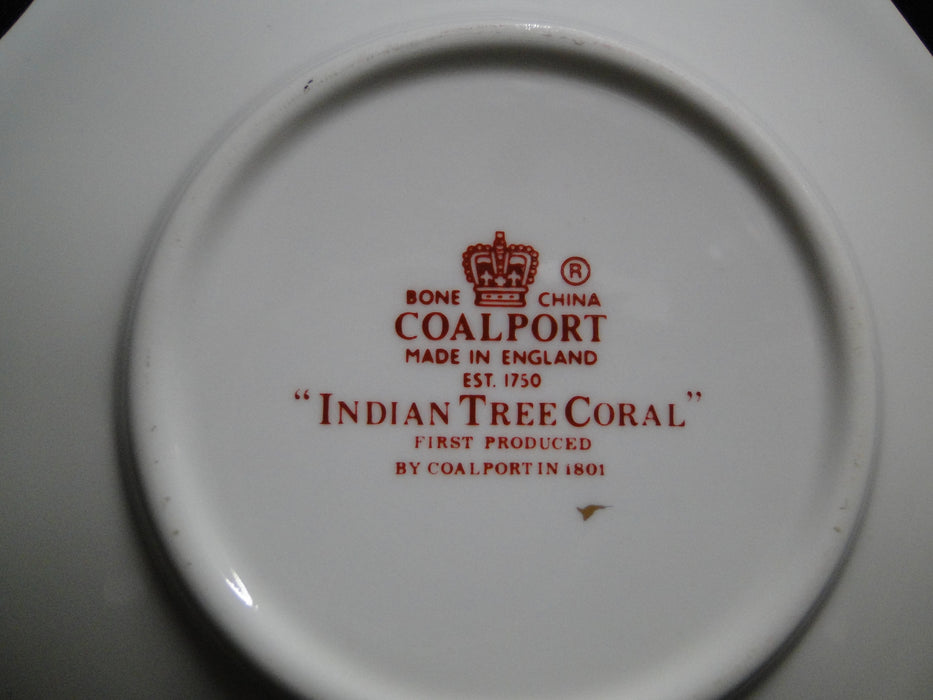 ®
BONE CHINA
COALPORT
MADE IN ENGLAND
EST. 1750
“INDIAN TREE CORAL”
FIRST PRODUCED
BY COALPORT IN 1801